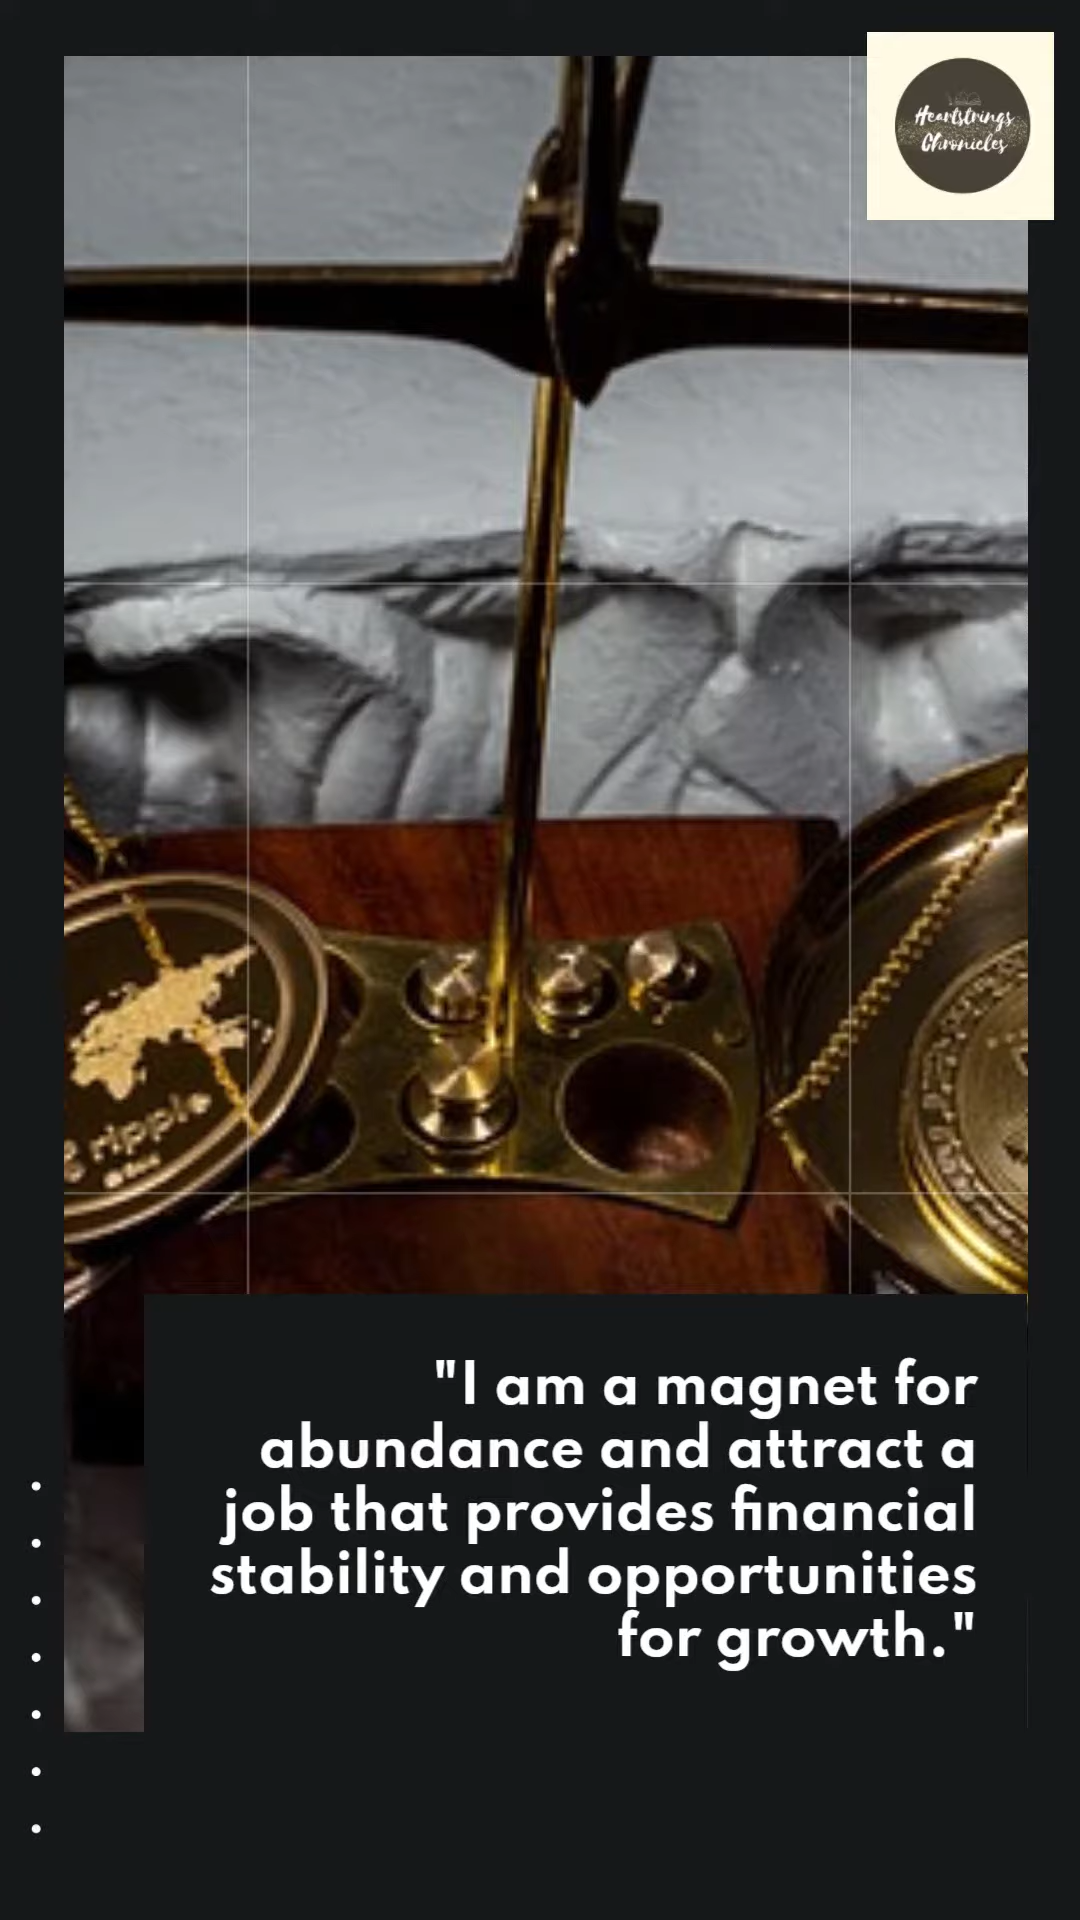 Heartstrings
Chronicles
ripple
"I am a magnet for
abundance and attract a
job that provides financial
stability and opportunities
for growth."